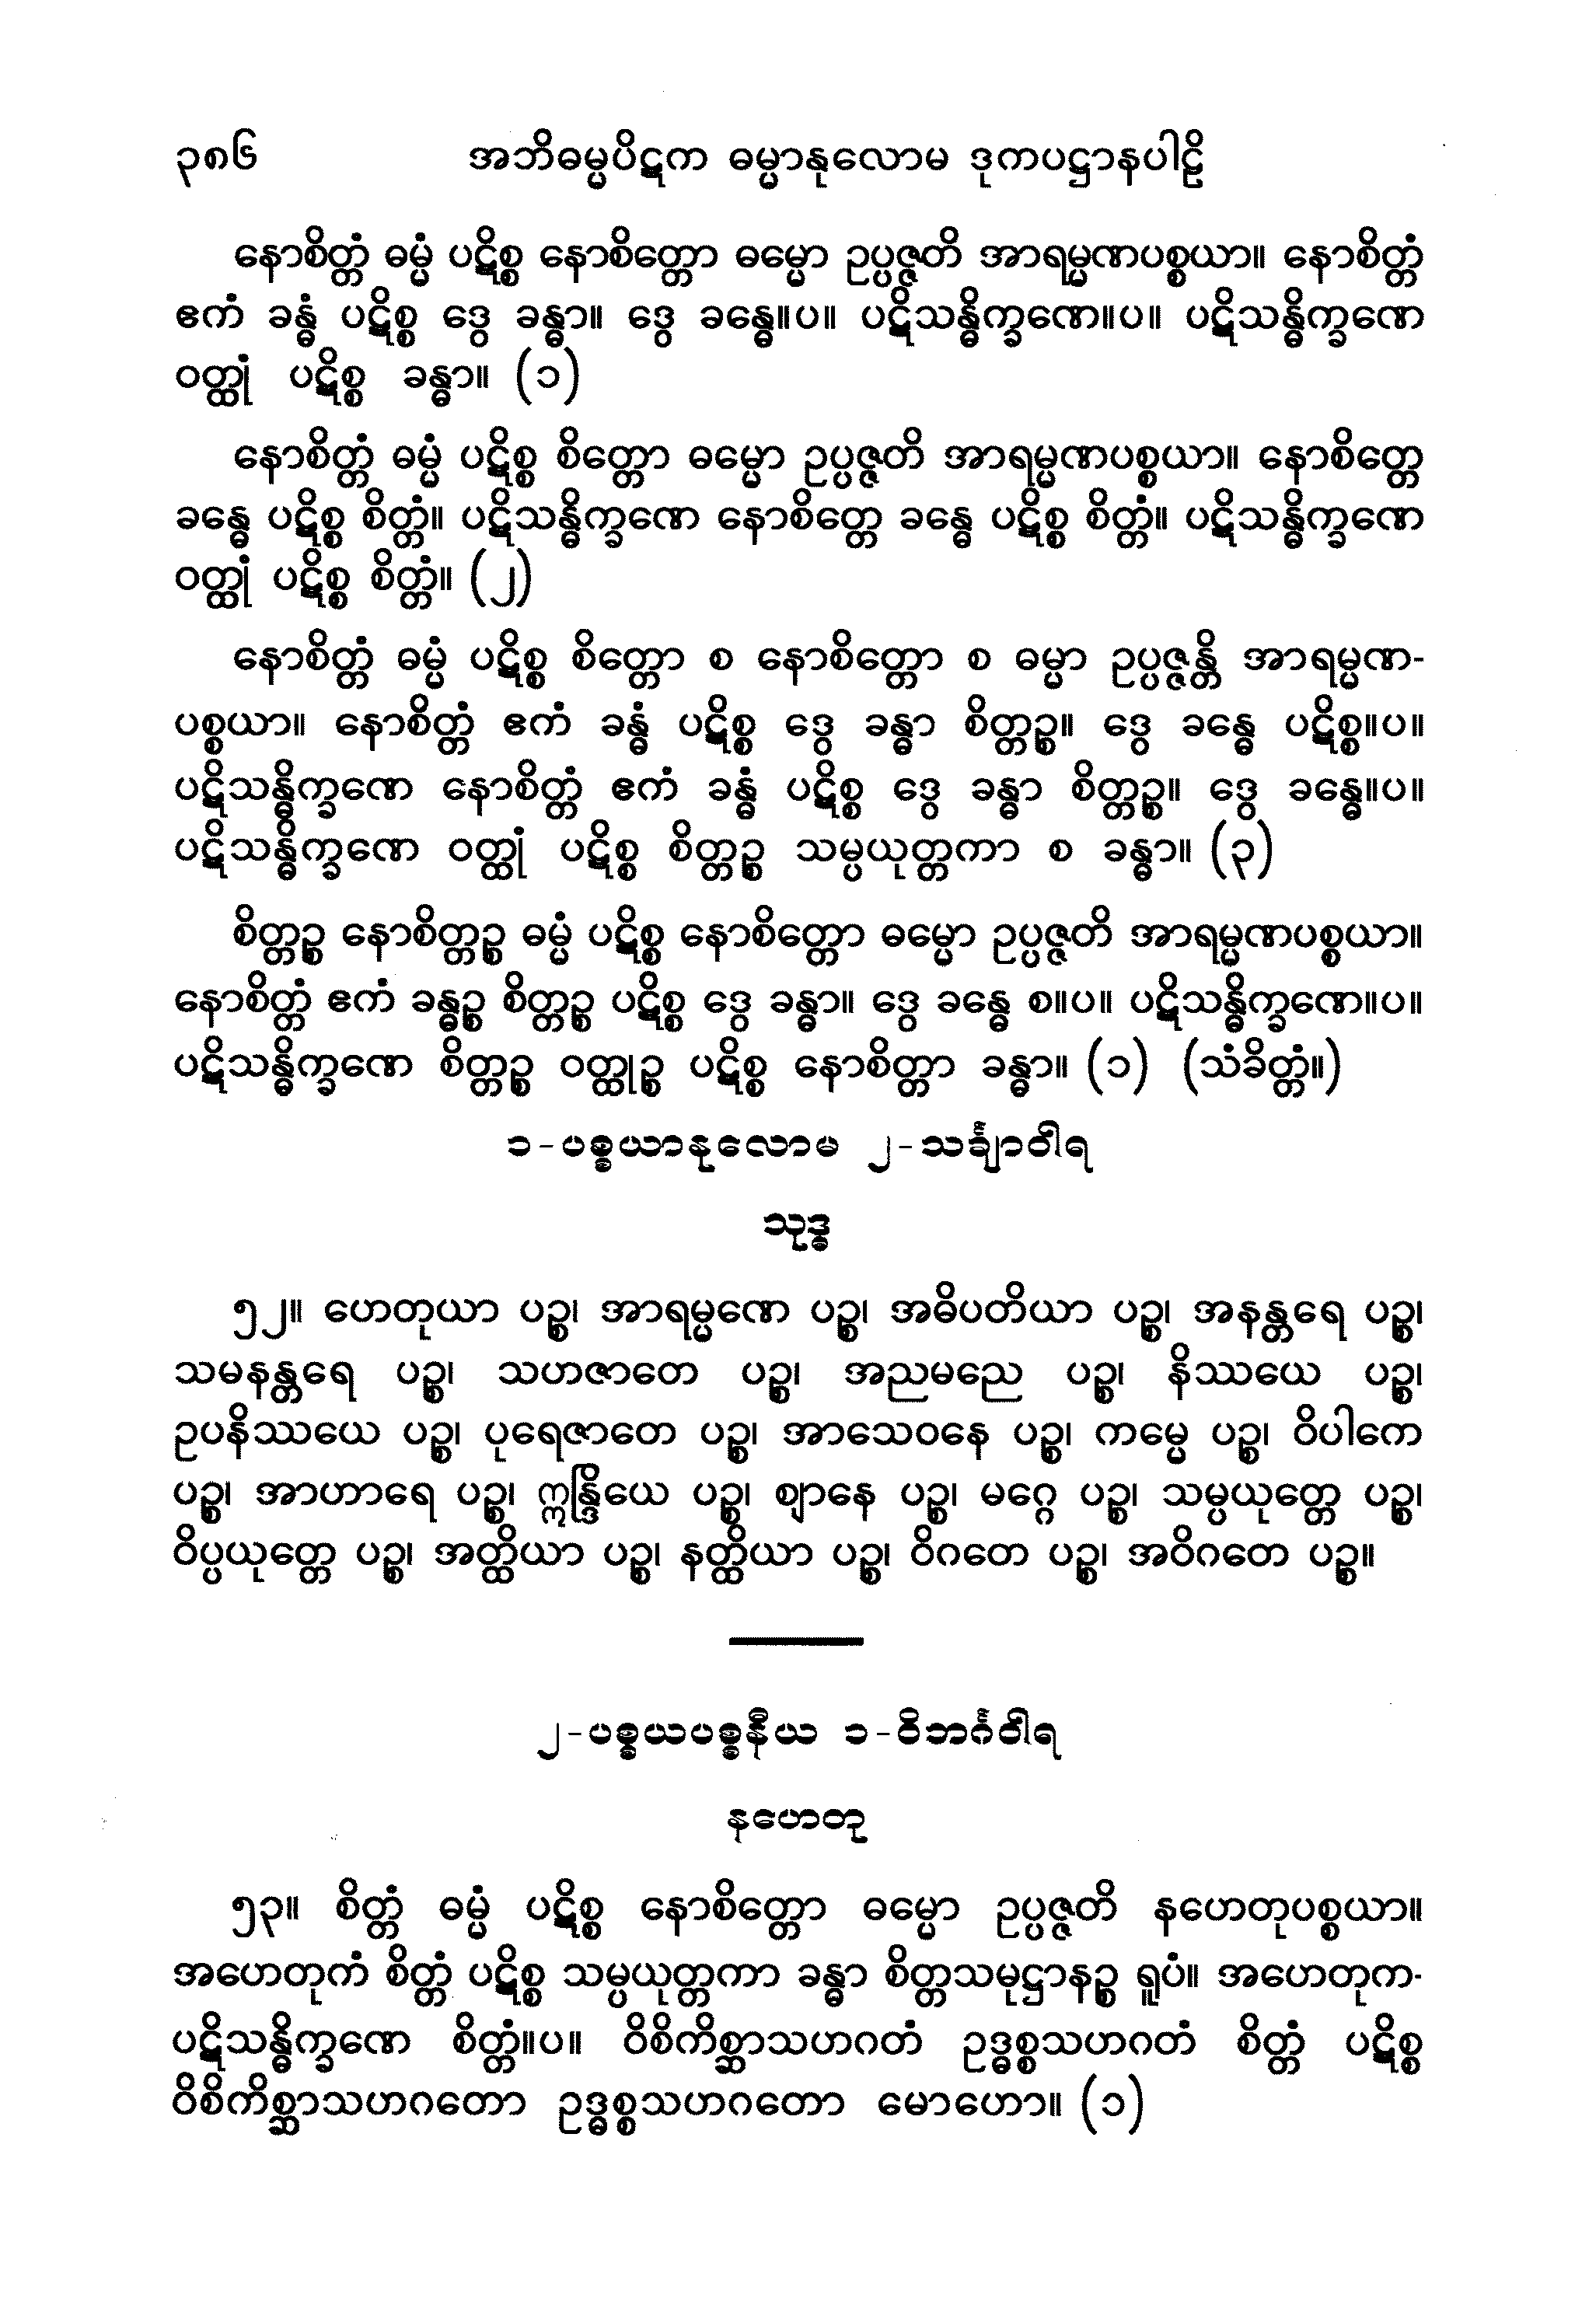 ၃၈၆ အဘိဓမ္မပိဋက ဓမ္မာနုလောမ ဒုကပဋ္ဌာနပါဠိ
နောစိတ္တံ ဓမ္မံ ပဋိစ္စ နောစိတ္တော ဓမ္မော ဥပ္ပဇ္ဇတိ အာရမ္မဏပစ္စယာ။ နောစိတ္တံ
ဧကံ ခန္ဓံ ပဋိစ္စ ဒွေ ခန္ဓာ။ ဒွေ ခန္ဓေ။ပ။ ပဋိသန္ဓိက္ခဏေ။ပ။ ပဋိသန္ဓိက္ခဏေ
ဝတ္ထုံ ပဋိစ္စ ခန္ဓာ။ (၁)
နောစိတ္တံ ဓမ္မံ ပဋိစ္စ စိတ္တော ဓမ္မော ဥပ္ပဇ္ဇတိ အာရမ္မဏပစ္စယာ။ နောစိတ္တေ
ခန္ဓေ ပဋိစ္စ စိတ္တံ။ ပဋိသန္ဓိက္ခဏေ နောစိတ္တေ ခန္ဓေ ပဋိစ္စ စိတ္တံ။ ပဋိသန္ဓိက္ခဏေ
ဝတ္ထုံ ပဋိစ္စ စိတ္တံ။ (၂)
နောစိတ္တံ ဓမ္မံ ပဋိစ္စ စိတ္တော စ နောစိတ္တော စ ဓမ္မာ ဥပ္ပဇ္ဇန္တိ အာရမ္မဏ-
ပစ္စယာ။ နောစိတ္တံ ဧကံ ခန္ဓံ ပဋိစ္စ ဒွေ ခန္ဓာ စိတ္တဉ္စ။ ဒွေ ခန္ဓေ ပဋိစ္စ။ပ။
ပဋိသန္ဓိက္ခဏေ နောစိတ္တံ ဧကံ ခန္ဓံ ပဋိစ္စ ဒွေ ခန္ဓာ စိတ္တဉ္စ။ ဒွေ ခန္ဓေ။ပ။
ပဋိသန္ဓိက္ခဏေ ဝတ္ထုံ ပဋိစ္စ စိတ္တဉ္စ သမ္ပယုတ္တကာ စ ခန္ဓာ။ (၃)
စိတ္တဉ္စ နောစိတ္တဉ္စ ဓမ္မံ ပဋိစ္စ နောစိတ္တော ဓမ္မော ဥပ္ပဇ္ဇတိ အာရမ္မဏပစ္စယာ။
နောစိတ္တံ ဧကံ ခန္ဓဉ္စ စိတ္တဉ္စ ပဋိစ္စ ဒွေ ခန္ဓာ။ ဒွေ ခန္ဓေ စ။ပ။ ပဋိသန္ဓိက္ခဏေ။ပ။
ပဋိသန္ဓိက္ခဏေ စိတ္တဉ္စ ဝတ္ထုဉ္စ ပဋိစ္စ နောစိတ္တာ ခန္ဓာ။ (၁) (သံခိတ္တံ။)
၁-ပစ္စယာနုလောမ ၂-သင်္ချာဝါရ
သုဒ္ဓ
၅၂။ ဟေတုယာ ပဉ္စ၊ အာရမ္မဏေ ပဉ္စ၊ အဓိပတိယာ ပဉ္စ၊ အနန္တရေ ပဉ္စ၊
သမနန္တရေ ပဉ္စ၊ သဟဇာတေ ပဉ္စ၊ အညမညေ ပဉ္စ၊ နိဿယေ ပဉ္စ၊
ဥပနိဿယေ ပဉ္စ၊ ပုရေဇာတေ ပဉ္စ၊ အာသေဝနေ ပဉ္စ၊ ကမ္မေ ပဉ္စ၊ ဝိပါကေ
ပဉ္စ၊ အာဟာရေ ပဉ္စ၊ ဣန္ဒြိယေ ပဉ္စ၊ ဈာနေ ပဉ္စ၊ မဂ္ဂေ ပဉ္စ၊ သမ္ပယုတ္တေ ပဉ္စ၊
ဝိပ္ပယုတ္တေ ပဉ္စ၊ အတ္ထိယာ ပဉ္စ၊ နတ္ထိယာ ပဉ္စ၊ ဝိဂတေ ပဉ္စ၊ အဝိဂတေ ပဉ္စ။
၂-ပစ္စယပစ္စနီယ ၁-ဝိဘင်္ဂဝါရ
နဟေတု
၅၃။ စိတ္တံ ဓမ္မံ ပဋိစ္စ နောစိတ္တော ဓမ္မော ဥပ္ပဇ္ဇတိ နဟေတုပစ္စယာ။
အဟေတုကံ စိတ္တံ ပဋိစ္စ သမ္ပယုတ္တကာ ခန္ဓာ စိတ္တသမုဋ္ဌာနဉ္စ ရူပံ။ အဟေတုက-
ပဋိသန္ဓိက္ခဏေ စိတ္တံ။ပ။ ဝိစိကိစ္ဆာသဟဂတံ ဥဒ္ဓစ္စသဟဂတံ စိတ္တံ ပဋိစ္စ
ဝိစိကိစ္ဆာသဟဂတော ဥဒ္ဓစ္စသဟဂတော မောဟော။ (၁)